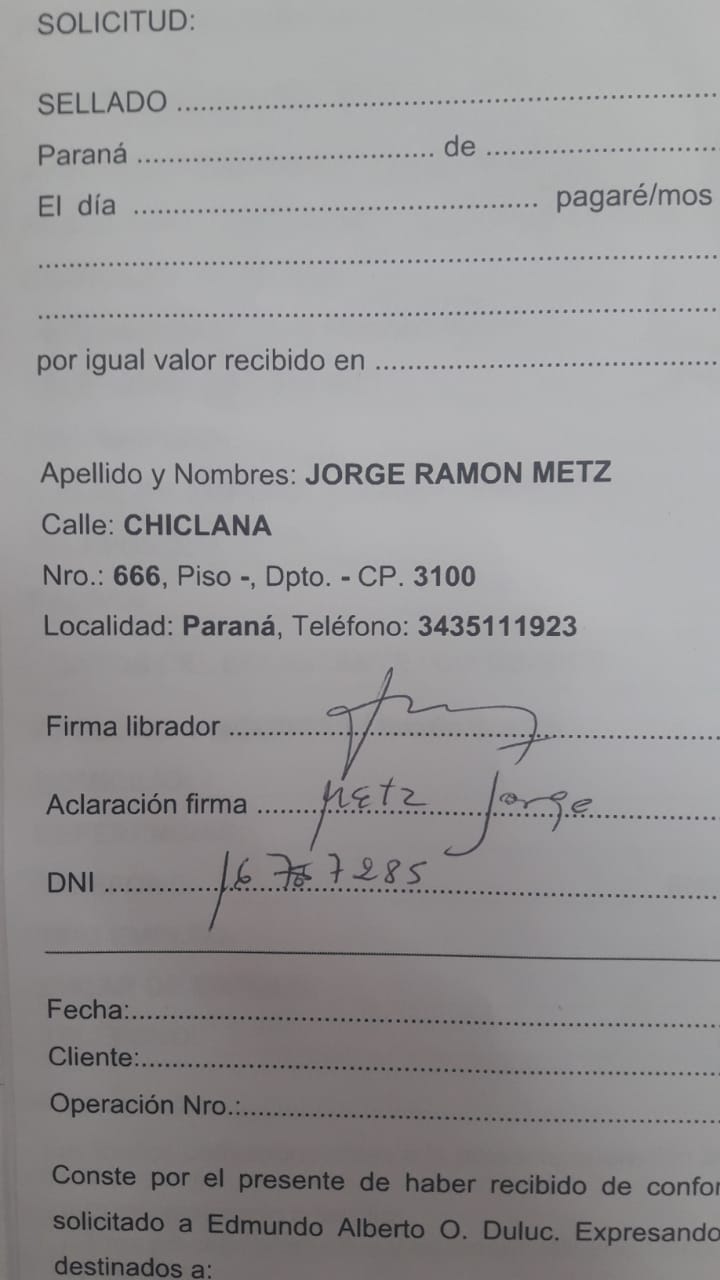 SOLICITUD:
SELLADO ....................................................................
Paraná ..................................... de .............................
El día ................................................... pagaré/mos
.....................................................................................
.....................................................................................
por igual valor recibido en ...........................................
Apellido y Nombres: JORGE RAMON METZ
Calle: CHICLANA
Nro.: 666, Piso -, Dpto. - CP. 3100
Localidad: Paraná, Teléfono: 3435111923
Firma librador ..............................................................
Aclaración firma ........ Metz Jorge ................
DNI ..............
Fecha:..........................................................................
Cliente:.........................................................................
Operación Nro.:............................................................
Conste por el presente de haber recibido de confor
solicitado a Edmundo Alberto O. Duluc. Expresando
destinados a: